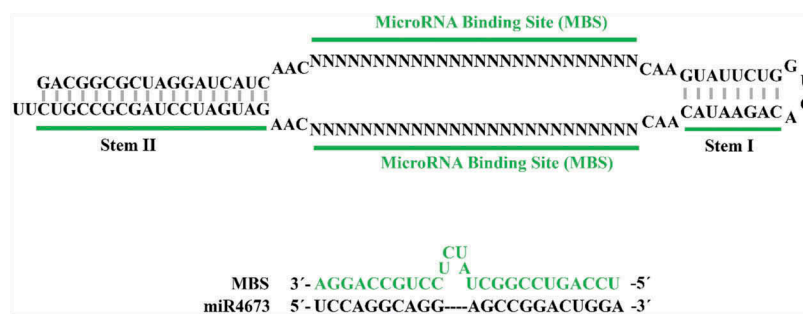 MicroRNA Binding Site (MBS)
GACGGCGCUAGGAUCAUC AAC NNNNNNNNNNNNNNNNNNNNNNNNNN CAA GUAUUCUG G
UUCUGCCGCGAUCCUAGUAG AAC NNNNNNNNNNNNNNNNNNNNNNNNNN CAAC CAUAAGAC A
Stem II
MicroRNA Binding Site (MBS)
Stem I
CU
U A
MBS 3´- AGGACCGUCC UCGGCCUGACCU -5´
miR4673 5´- UCCAGGCAGG----AGCCGGACUGGA -3´